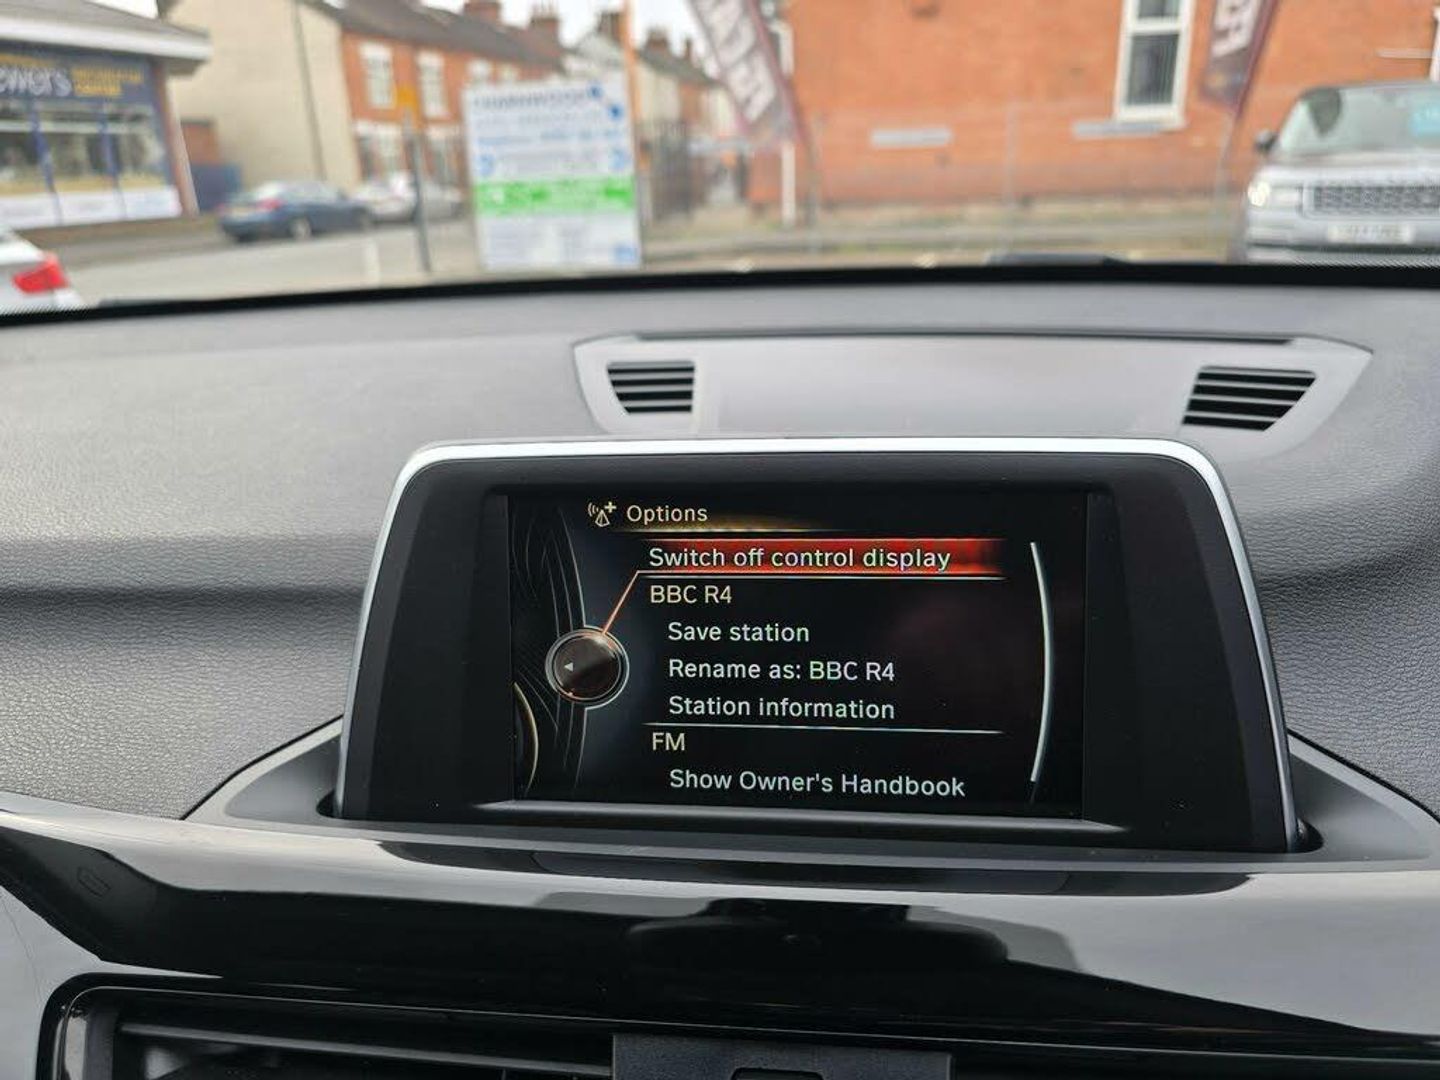 Options
Switch off control display
BBC R4
Save station
Rename as: BBC R4
Station information
FM
Show Owner's Handbook